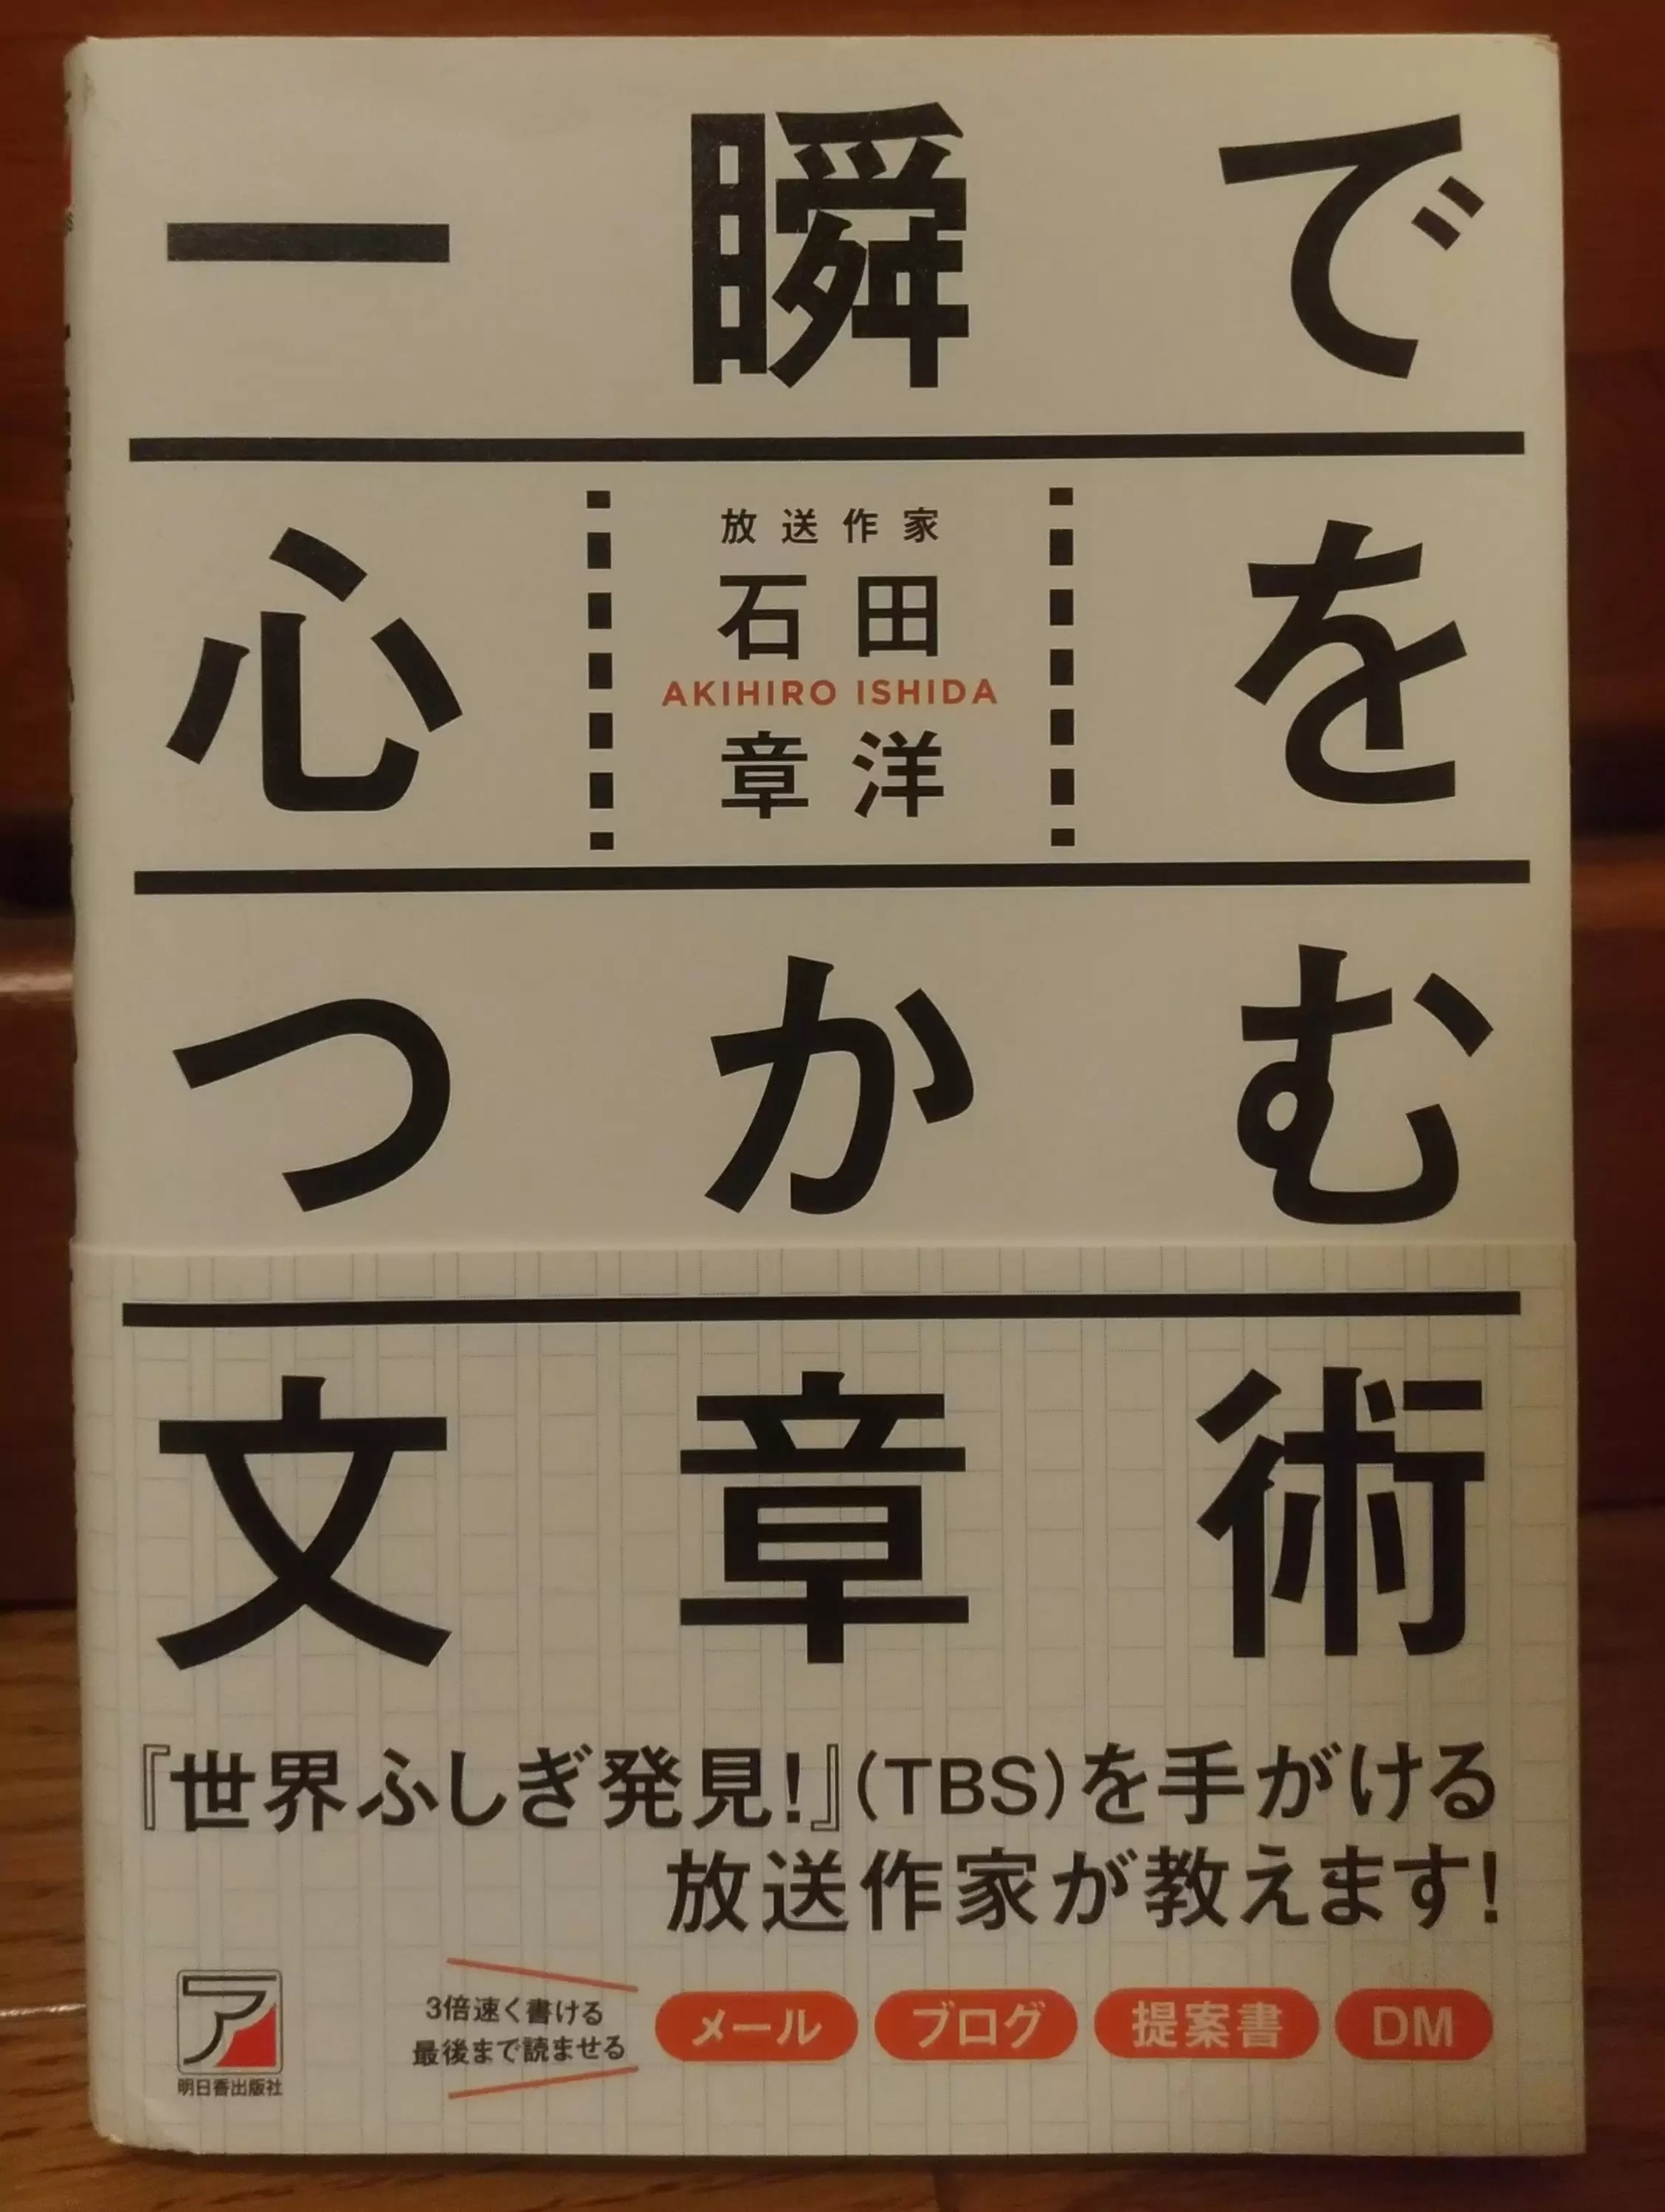 一瞬で
心を
放送作家
石田
AKIHIRO ISHIDA
章洋
つかむ
文章術
『世界ふしぎ発見!』(TBS)を手がける
放送作家が教えます!
3倍速く書ける
最後まで読ませる
メール ブログ 提案書 DM
ア
明日香出版社